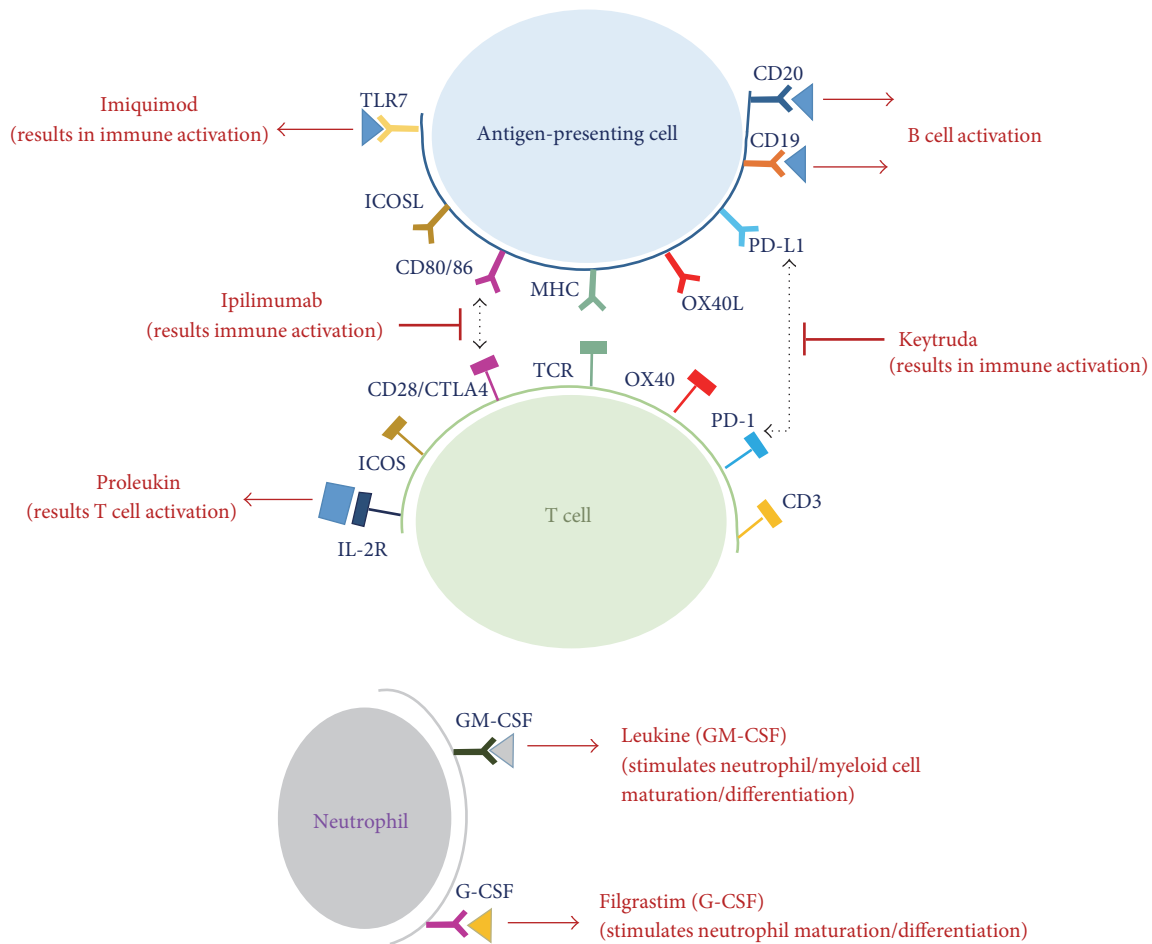 CD20
TLR7
Imiquimod
(results in immune activation)
Antigen-presenting cell
B cell activation
CD19
ICOSL
PD-L1
CD80/86
MHC
OX40L
Ipilimumab
(results immune activation)
Keytruda
(results in immune activation)
TCR
OX40
CD28/CTLA4
PD-1
ICOS
Proleukin
(results T cell activation)
CD3
T cell
IL-2R
GM-CSF
Leukine (GM-CSF)
(stimulates neutrophil/myeloid cell
maturation/differentiation)
Neutrophil
G-CSF
Filgrastim (G-CSF)
(stimulates neutrophil maturation/differentiation)